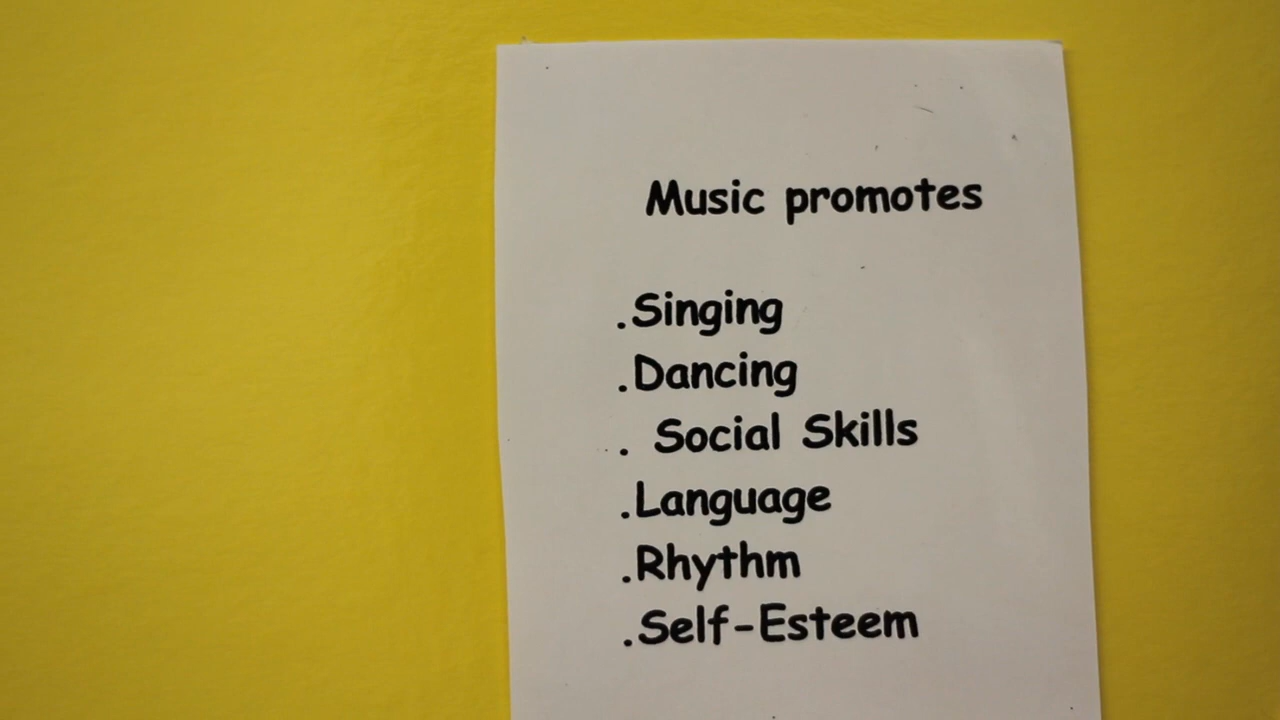 Music promotes
.Singing
.Dancing
. Social Skills
.Language
.Rhythm
.Self-Esteem